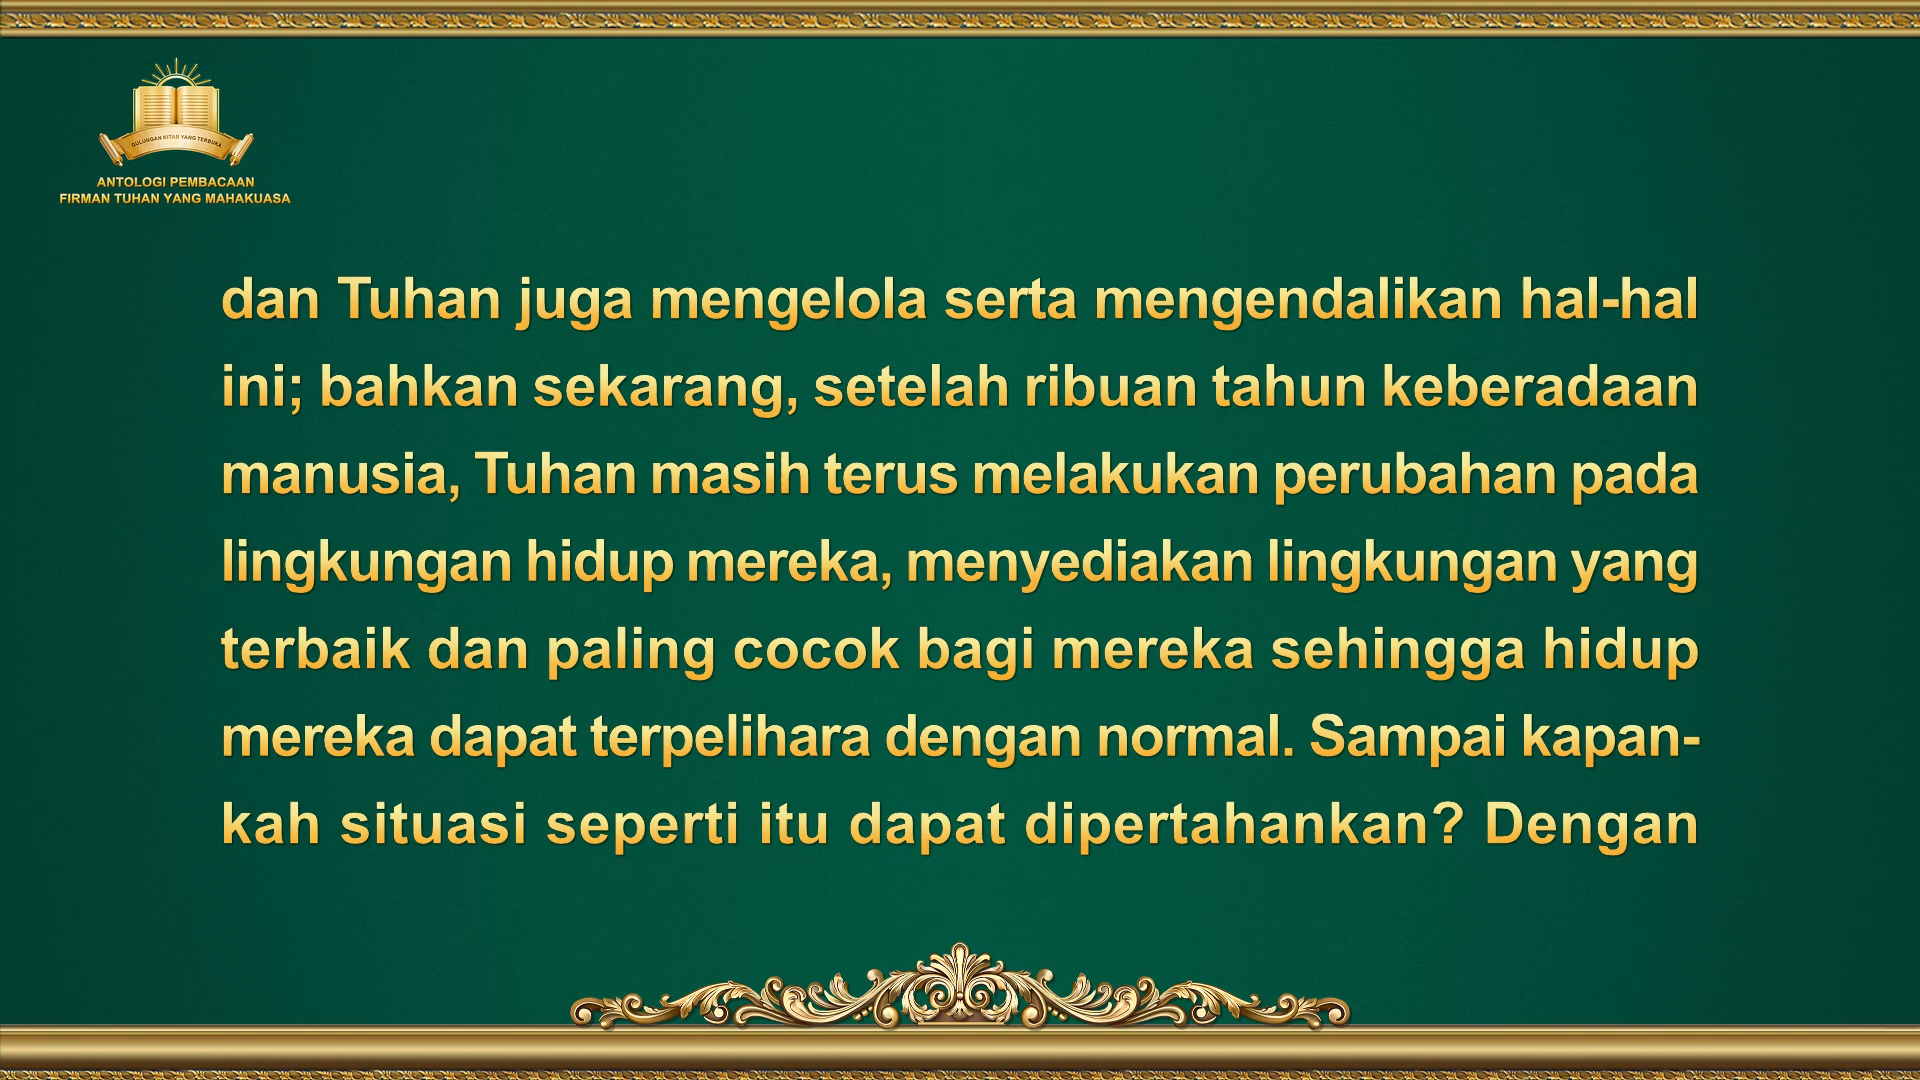 GULUNGAN KITAB YANG TERBUKA
ANTOLOGI PEMBACAAN
FIRMAN TUHAN YANG MAHAKUASA
dan Tuhan juga mengelola serta mengendalikan hal-hal
ini; bahkan sekarang, setelah ribuan tahun keberadaan
manusia, Tuhan masih terus melakukan perubahan pada
lingkungan hidup mereka, menyediakan lingkungan yang
terbaik dan paling cocok bagi mereka sehingga hidup
mereka dapat terpelihara dengan normal. Sampai kapan-
kah situasi seperti itu dapat dipertahankan? Dengan